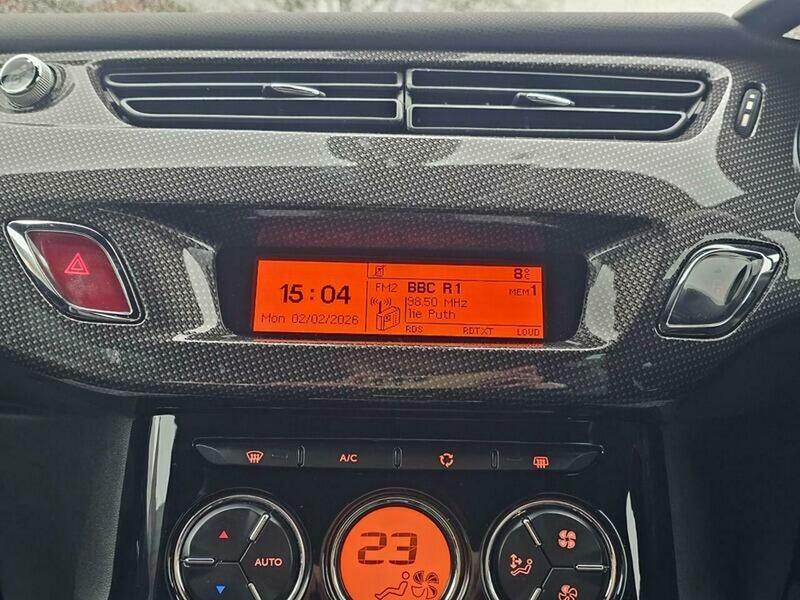 8°C
15:04
FM2 BBC R1 MEM1
98.50 MHz
lie Puth
Mon 02/02/2026
RDS RDTXT LOUD
A/C
AUTO
23